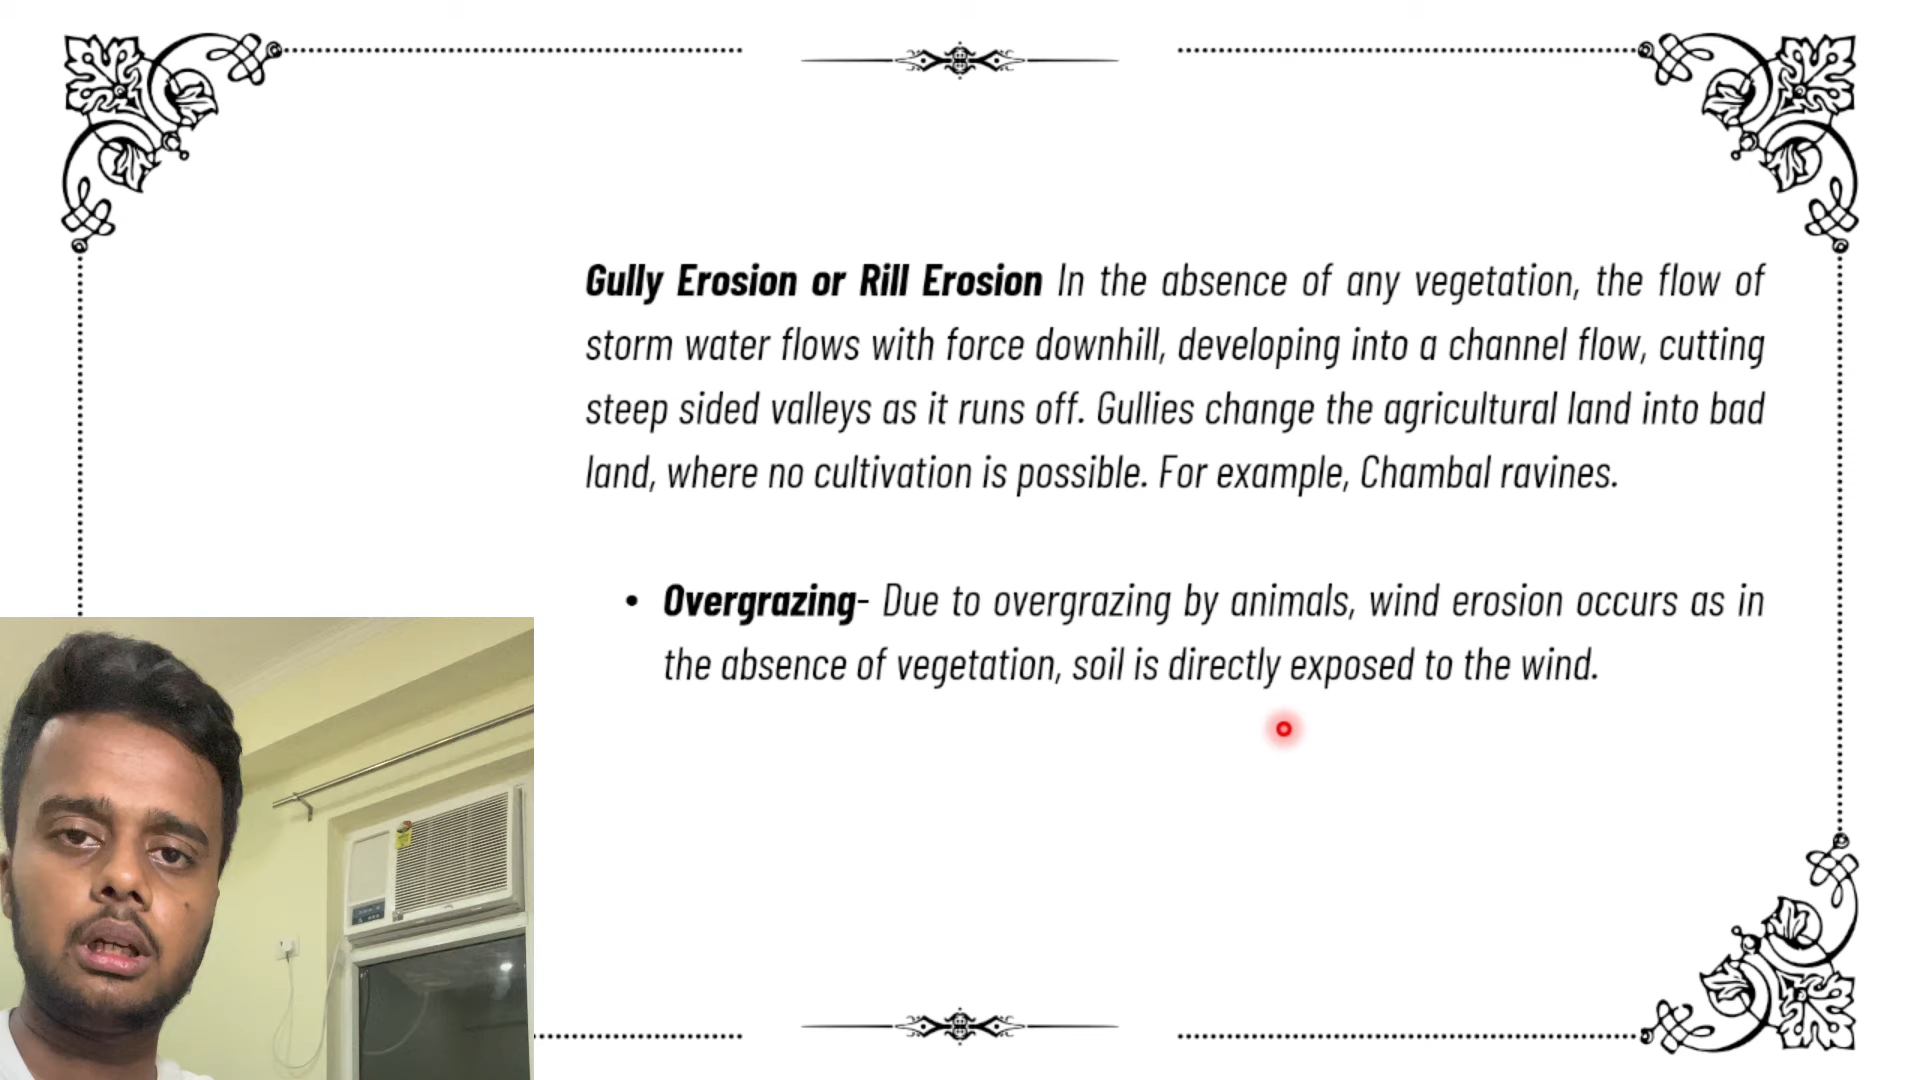 Gully Erosion or Rill Erosion In the absence of any vegetation, the flow of
storm water flows with force downhill, developing into a channel flow, cutting
steep sided valleys as it runs off. Gullies change the agricultural land into bad
land, where no cultivation is possible. For example, Chambal ravines.
• Overgrazing- Due to overgrazing by animals, wind erosion occurs as in
the absence of vegetation, soil is directly exposed to the wind.